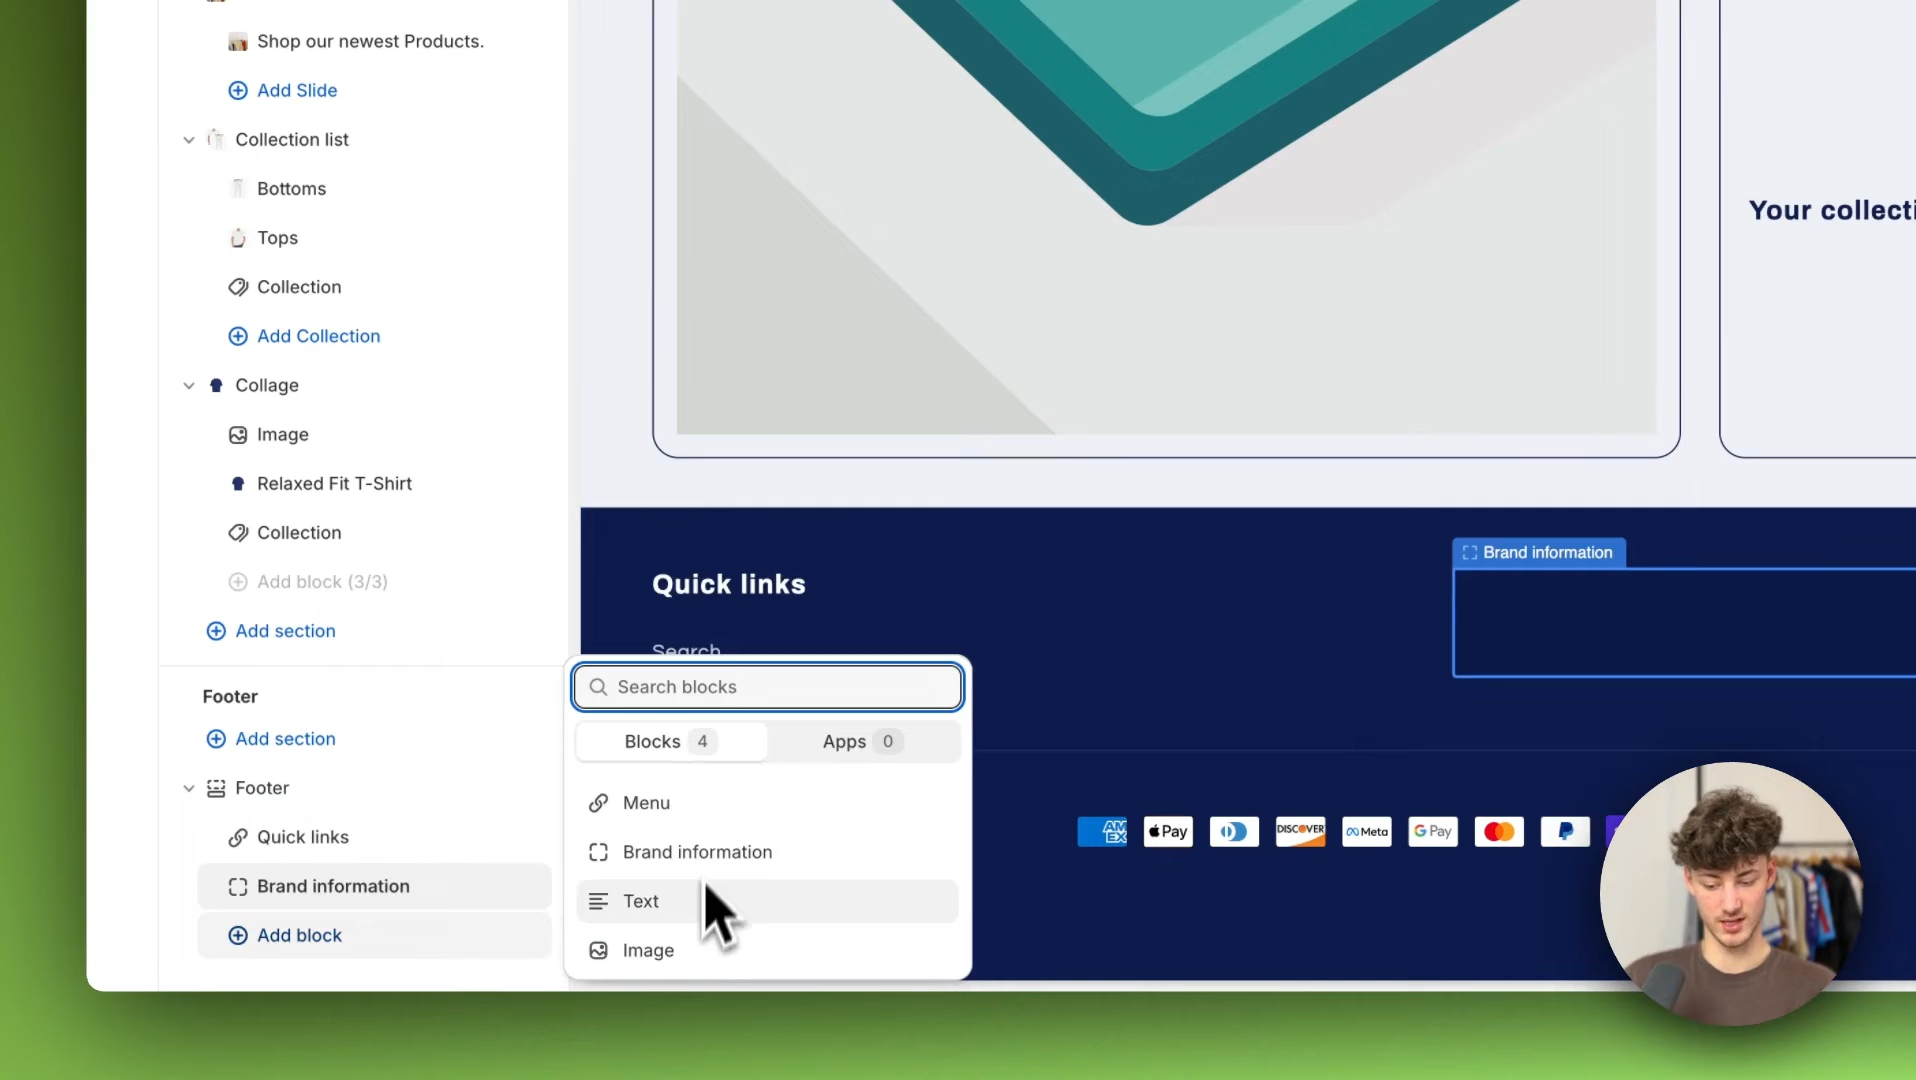 Shop our newest Products.
Add Slide
Collection list
Bottoms
Tops
Collection
Add Collection
Collage
Image
Relaxed Fit T-Shirt
Collection
Add block (3/3)
Add section
Footer
Add section
Footer
Quick links
Brand information
Add block
Search blocks
Blocks 4
Apps 0
Menu
Brand information
Text
Image
Your collecti
Brand information
Quick links
Search
AM
EX
Pay
DISCOVER
Meta
G Pay